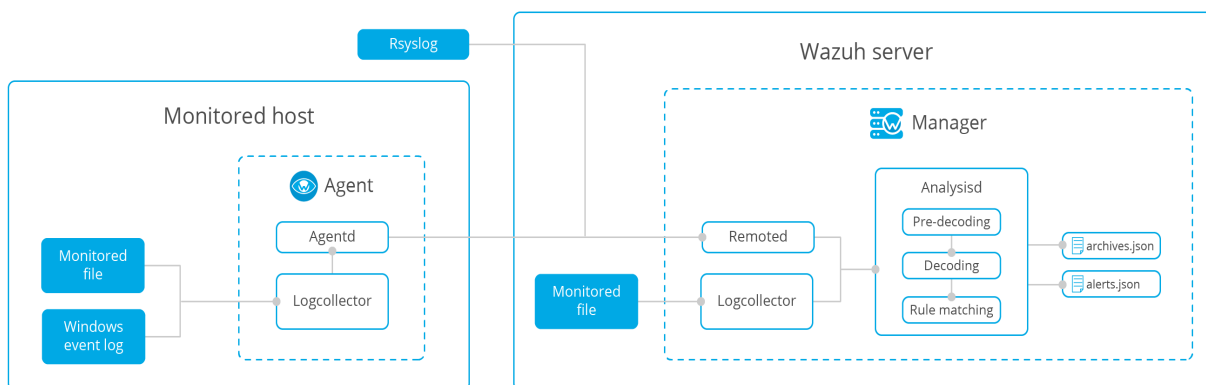 Rsyslog
Wazuh server
Monitored host
Manager
Agent
Analysisd
Pre-decoding
Agentd
Remoted
archives.json
Monitored
file
Decoding
alerts.json
Logcollector
Monitored
file
Logcollector
Rule matching
Windows
event log